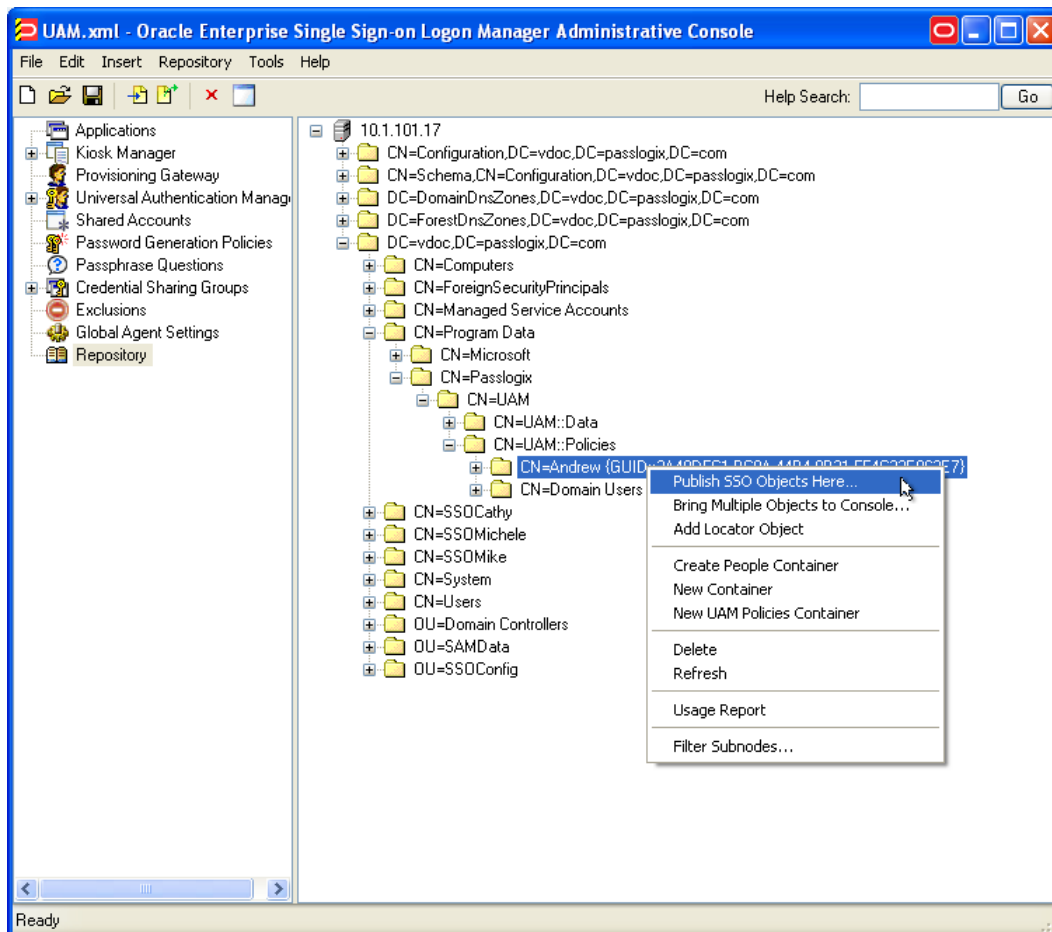 UAM.xml - Oracle Enterprise Single Sign-on Logon Manager Administrative Console
File Edit Insert Repository Tools Help
Help Search: Go
Applications
Kiosk Manager
Provisioning Gateway
Universal Authentication Manag
Shared Accounts
Password Generation Policies
Passphrase Questions
Credential Sharing Groups
Exclusions
Global Agent Settings
Repository
10.1.101.17
CN=Configuration,DC=vdoc,DC=passlogix,DC=com
CN=Schema,CN=Configuration,DC=vdoc,DC=passlogix,DC=com
DC=DomainDnsZones,DC=vdoc,DC=passlogix,DC=com
DC=ForestDnsZones,DC=vdoc,DC=passlogix,DC=com
DC=vdoc,DC=passlogix,DC=com
CN=Computers
CN=ForeignSecurityPrincipals
CN=Managed Service Accounts
CN=Program Data
CN=Microsoft
CN=Passlogix
CN=UAM
CN=UAM::Data
CN=UAM::Policies
CN=Andrew
CN=Domain Users
CN=SSOCathy
CN=SSOMichele
CN=SSOMike
CN=System
CN=Users
OU=Domain Controllers
OU=SAMData
OU=SSOConfig
Publish SSO Objects Here...
Bring Multiple Objects to Console...
Add Locator Object
Create People Container
New Container
New UAM Policies Container
Delete
Refresh
Usage Report
Filter Subnodes...
Ready